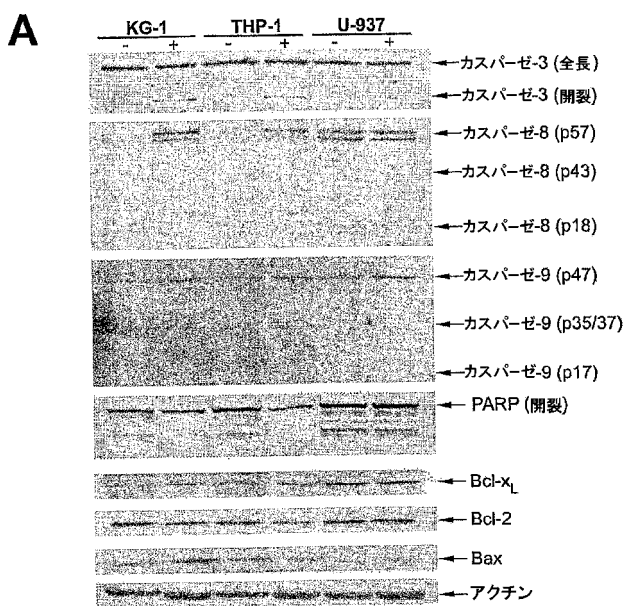 A
KG-1 THP-1 U-937
- + - + - +
カスパーゼ-3 (全長)
カスパーゼ-3 (開裂)
カスパーゼ-8 (p57)
カスパーゼ-8 (p43)
カスパーゼ-8 (p18)
カスパーゼ-9 (p47)
カスパーゼ-9 (p35/37)
カスパーゼ-9 (p17)
PARP (開裂)
Bcl-xL
Bcl-2
Bax
アクチン